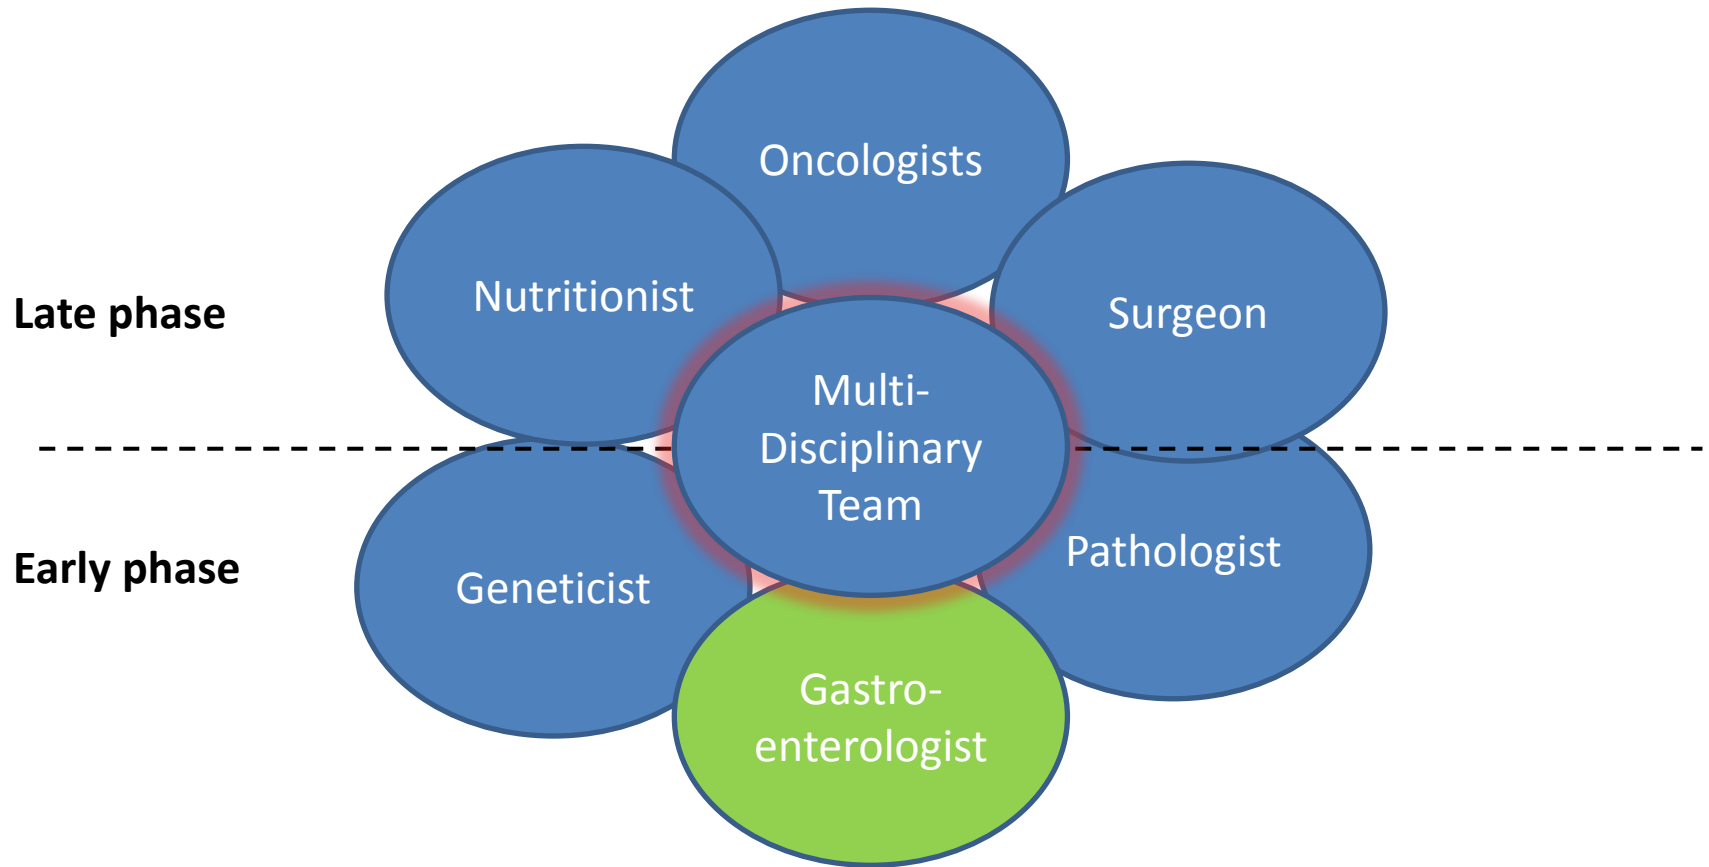 Oncologists
Nutritionist
Surgeon
Late phase
Multi-
Disciplinary
Team
Early phase
Geneticist
Pathologist
Gastro-
enterologist